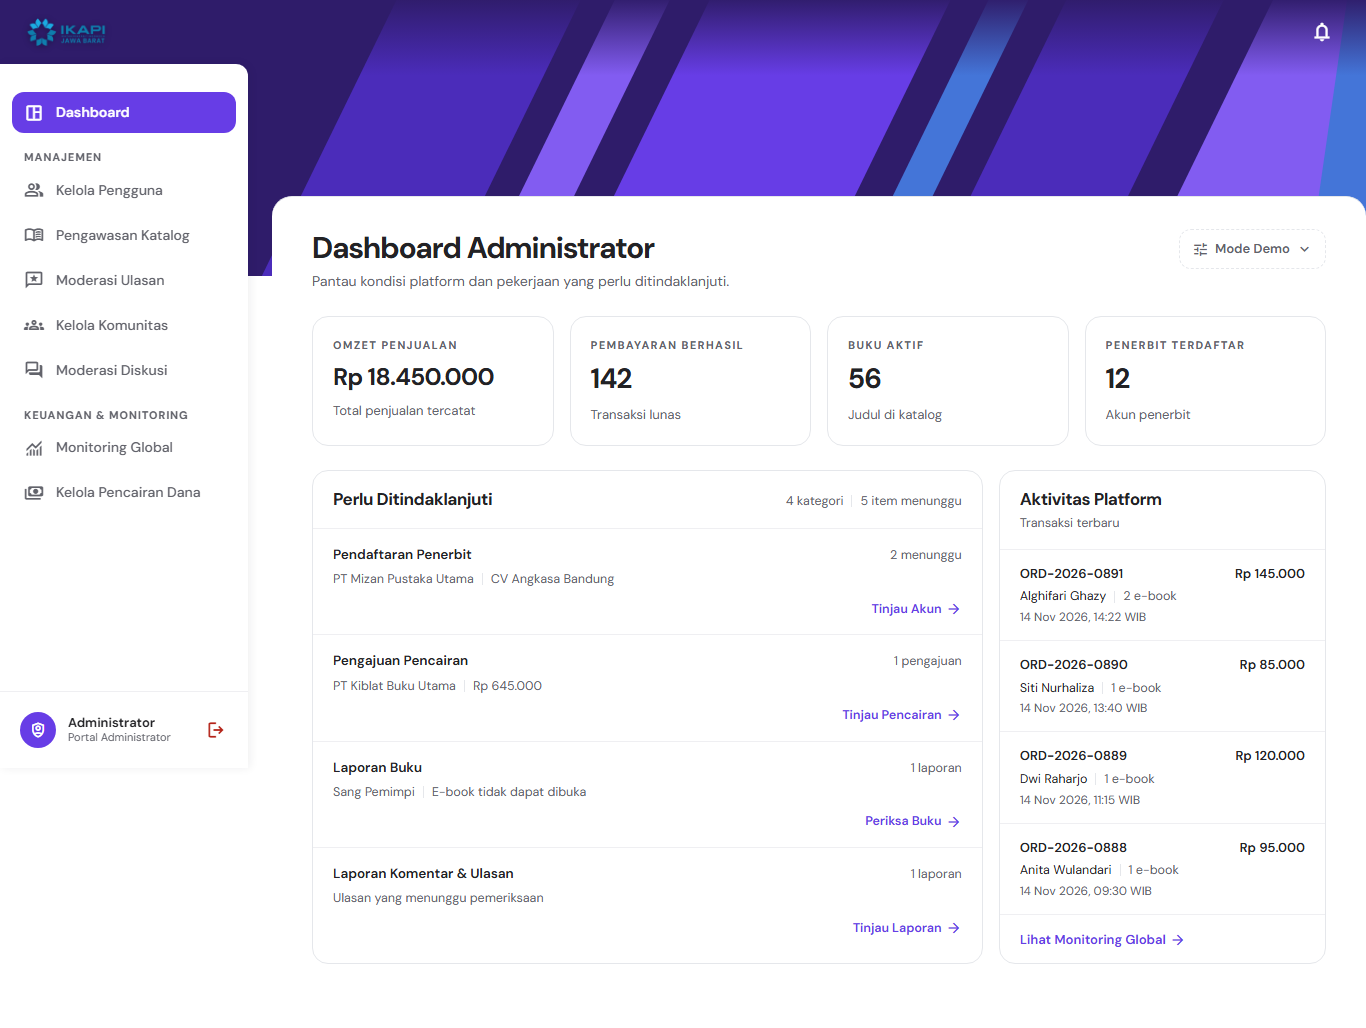 IKAPI
JAWA BARAT
Dashboard
MANAJEMEN
Kelola Pengguna
Pengawasan Katalog
Moderasi Ulasan
Kelola Komunitas
Moderasi Diskusi
KEUANGAN & MONITORING
Monitoring Global
Kelola Pencairan Dana
Administrator
Portal Administrator
Dashboard Administrator
Pantau kondisi platform dan pekerjaan yang perlu ditindaklanjuti.
Mode Demo
OMZET PENJUALAN
Rp 18.450.000
Total penjualan tercatat
PEMBAYARAN BERHASIL
142
Transaksi lunas
BUKU AKTIF
56
Judul di katalog
PENERBIT TERDAFTAR
12
Akun penerbit
Perlu Ditindaklanjuti
4 kategori | 5 item menunggu
Pendaftaran Penerbit
2 menunggu
PT Mizan Pustaka Utama | CV Angkasa Bandung
Tinjau Akun →
Pengajuan Pencairan
1 pengajuan
PT Kiblat Buku Utama | Rp 645.000
Tinjau Pencairan →
Laporan Buku
1 laporan
Sang Pemimpi | E-book tidak dapat dibuka
Periksa Buku →
Laporan Komentar & Ulasan
1 laporan
Ulasan yang menunggu pemeriksaan
Tinjau Laporan →
Aktivitas Platform
Transaksi terbaru
ORD-2026-0891 Rp 145.000
Alghifari Ghazy | 2 e-book
14 Nov 2026, 14:22 WIB
ORD-2026-0890 Rp 85.000
Siti Nurhaliza | 1 e-book
14 Nov 2026, 13:40 WIB
ORD-2026-0889 Rp 120.000
Dwi Raharjo | 1 e-book
14 Nov 2026, 11:15 WIB
ORD-2026-0888 Rp 95.000
Anita Wulandari | 1 e-book
14 Nov 2026, 09:30 WIB
Lihat Monitoring Global →